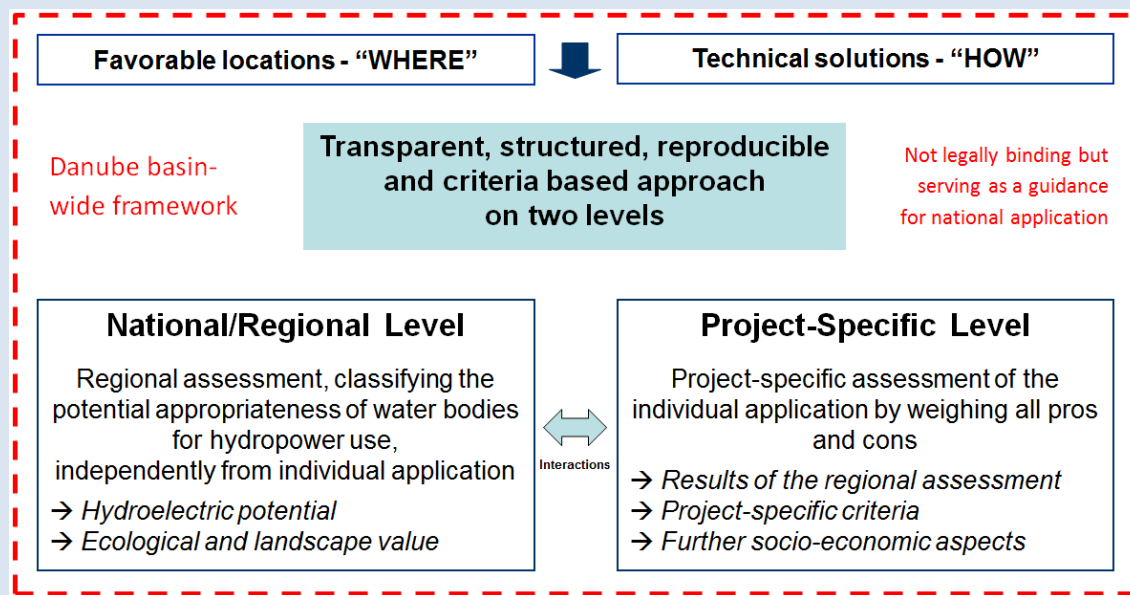 Favorable locations - “WHERE”
Technical solutions - “HOW”
Danube basin-
wide framework
Transparent, structured, reproducible
and criteria based approach
on two levels
Not legally binding but
serving as a guidance
for national application
National/Regional Level
Regional assessment, classifying the
potential appropriateness of water bodies
for hydropower use,
independently from individual application
→ Hydroelectric potential
→ Ecological and landscape value
Interactions
Project-Specific Level
Project-specific assessment of the
individual application by weighing all pros
and cons
→ Results of the regional assessment
→ Project-specific criteria
→ Further socio-economic aspects